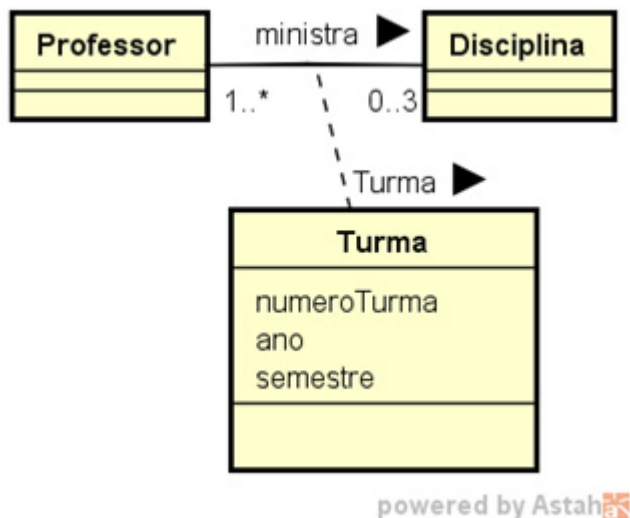 Professor
ministra
Disciplina
1..*
0..3
Turma
Turma
numeroTurma
ano
semestre
powered by Astah